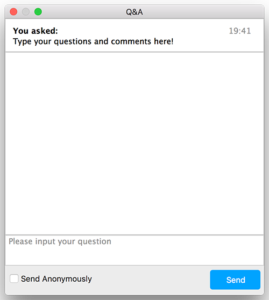 Q&A
You asked: 19:41
Type your questions and comments here!
Please input your question
Send Anonymously
Send